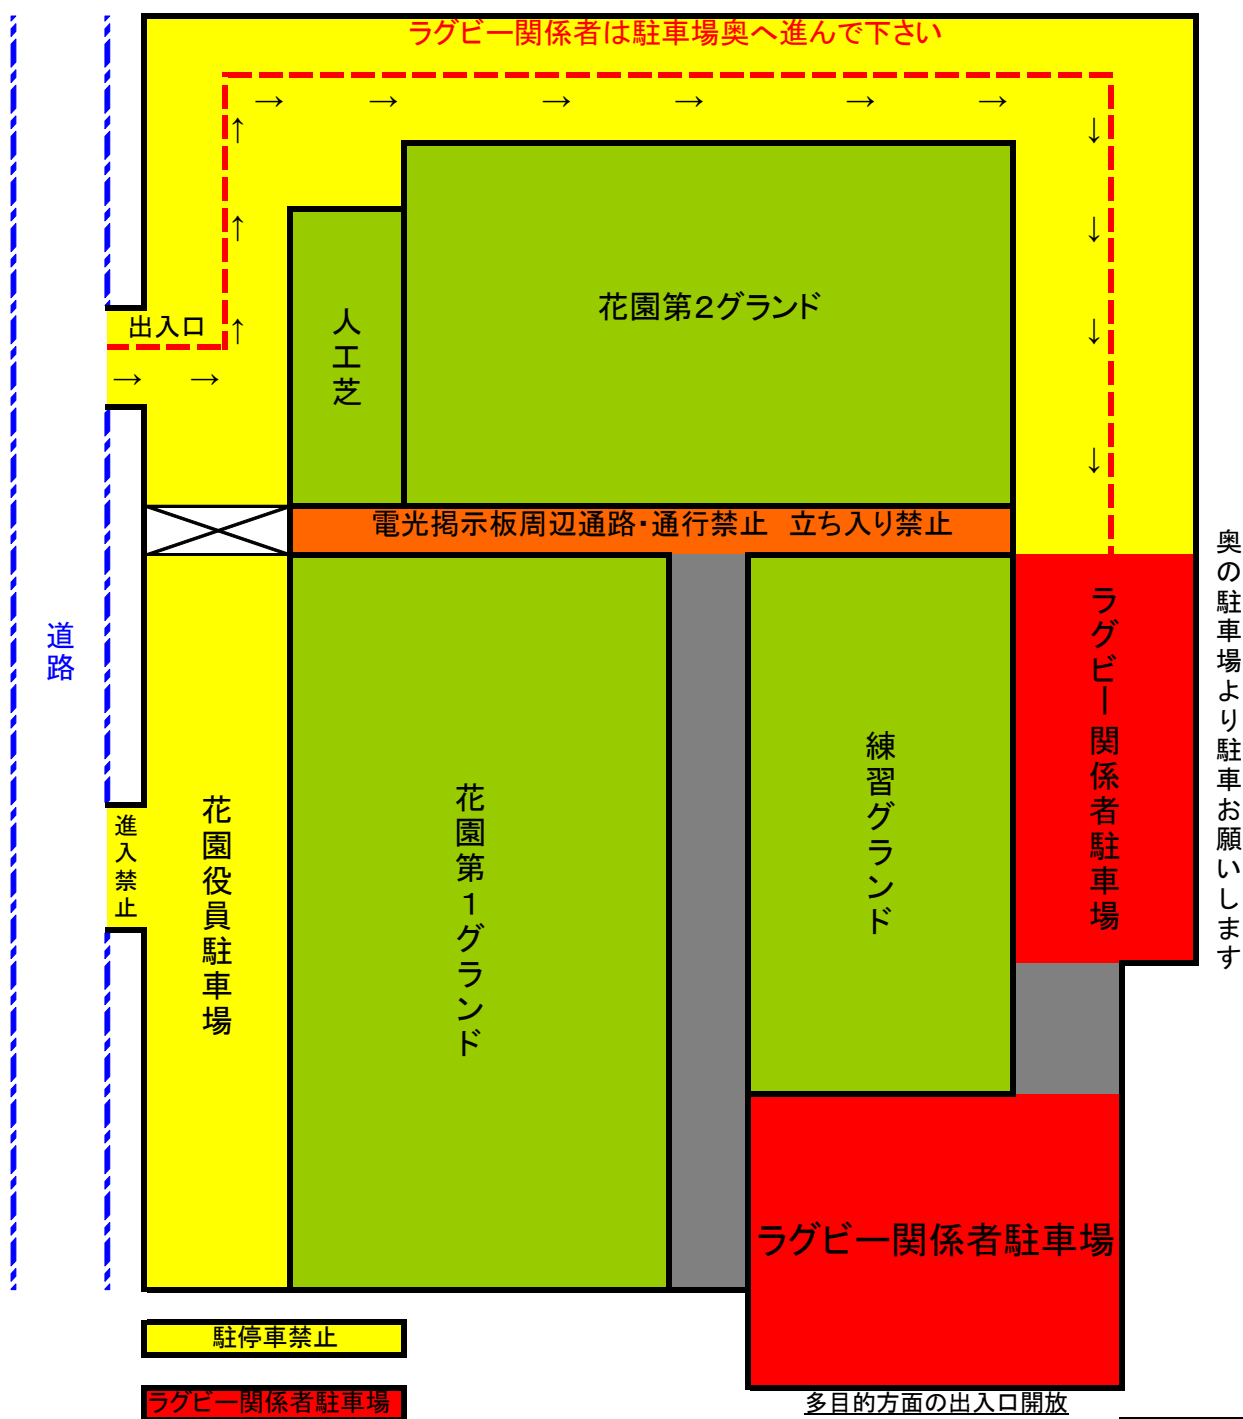 ラグビー関係者は駐車場奥へ進んで下さい
→ → → → → →
↑ ↓
↑ ↓
出入口 ↑ ↓
→ →
↓
人工芝
花園第２グランド
電光掲示板周辺通路・通行禁止　立ち入り禁止
道路
進入禁止
花園役員駐車場
花園第１グランド
練習グランド
ラグビー関係者駐車場
奥の駐車場より駐車お願いします
ラグビー関係者駐車場
駐停車禁止
ラグビー関係者駐車場
多目的方面の出入口開放